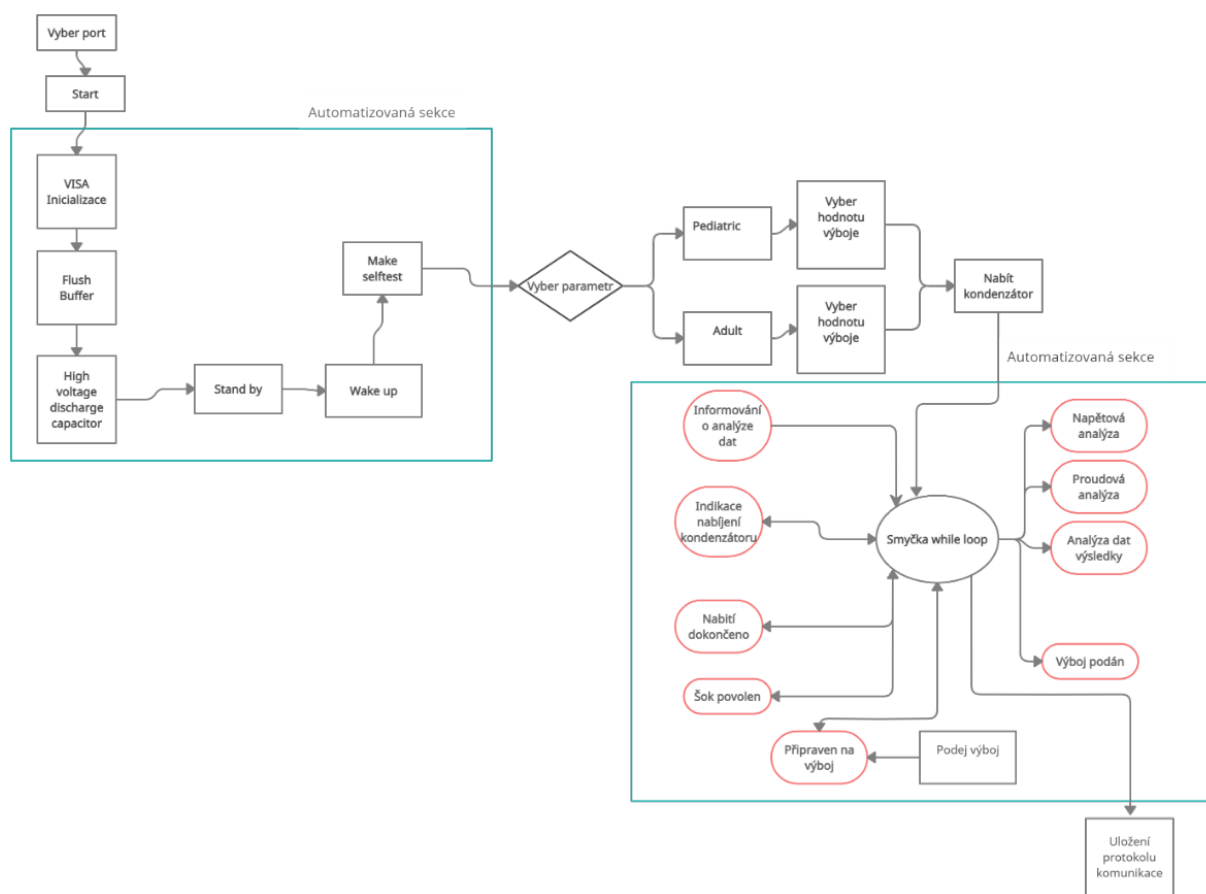 Vyber port
Start
Automatizovaná sekce
VISA
Inicializace
Flush
Buffer
High
voltage
discharge
capacitor
Stand by
Wake up
Make
selftest
Vyber parametr
Pediatric
Vyber
hodnotu
výboje
Adult
Vyber
hodnotu
výboje
Nabít
kondenzátor
Automatizovaná sekce
Informování
o analýze
dat
Indikace
nabíjení
kondenzátoru
Nabití
dokončeno
Šok povolen
Připraven na
výboj
Podej výboj
Smyčka while loop
Napěťová
analýza
Proudová
analýza
Analýza dat
výsledky
Výboj podán
Uložení
protokolu
komunikace